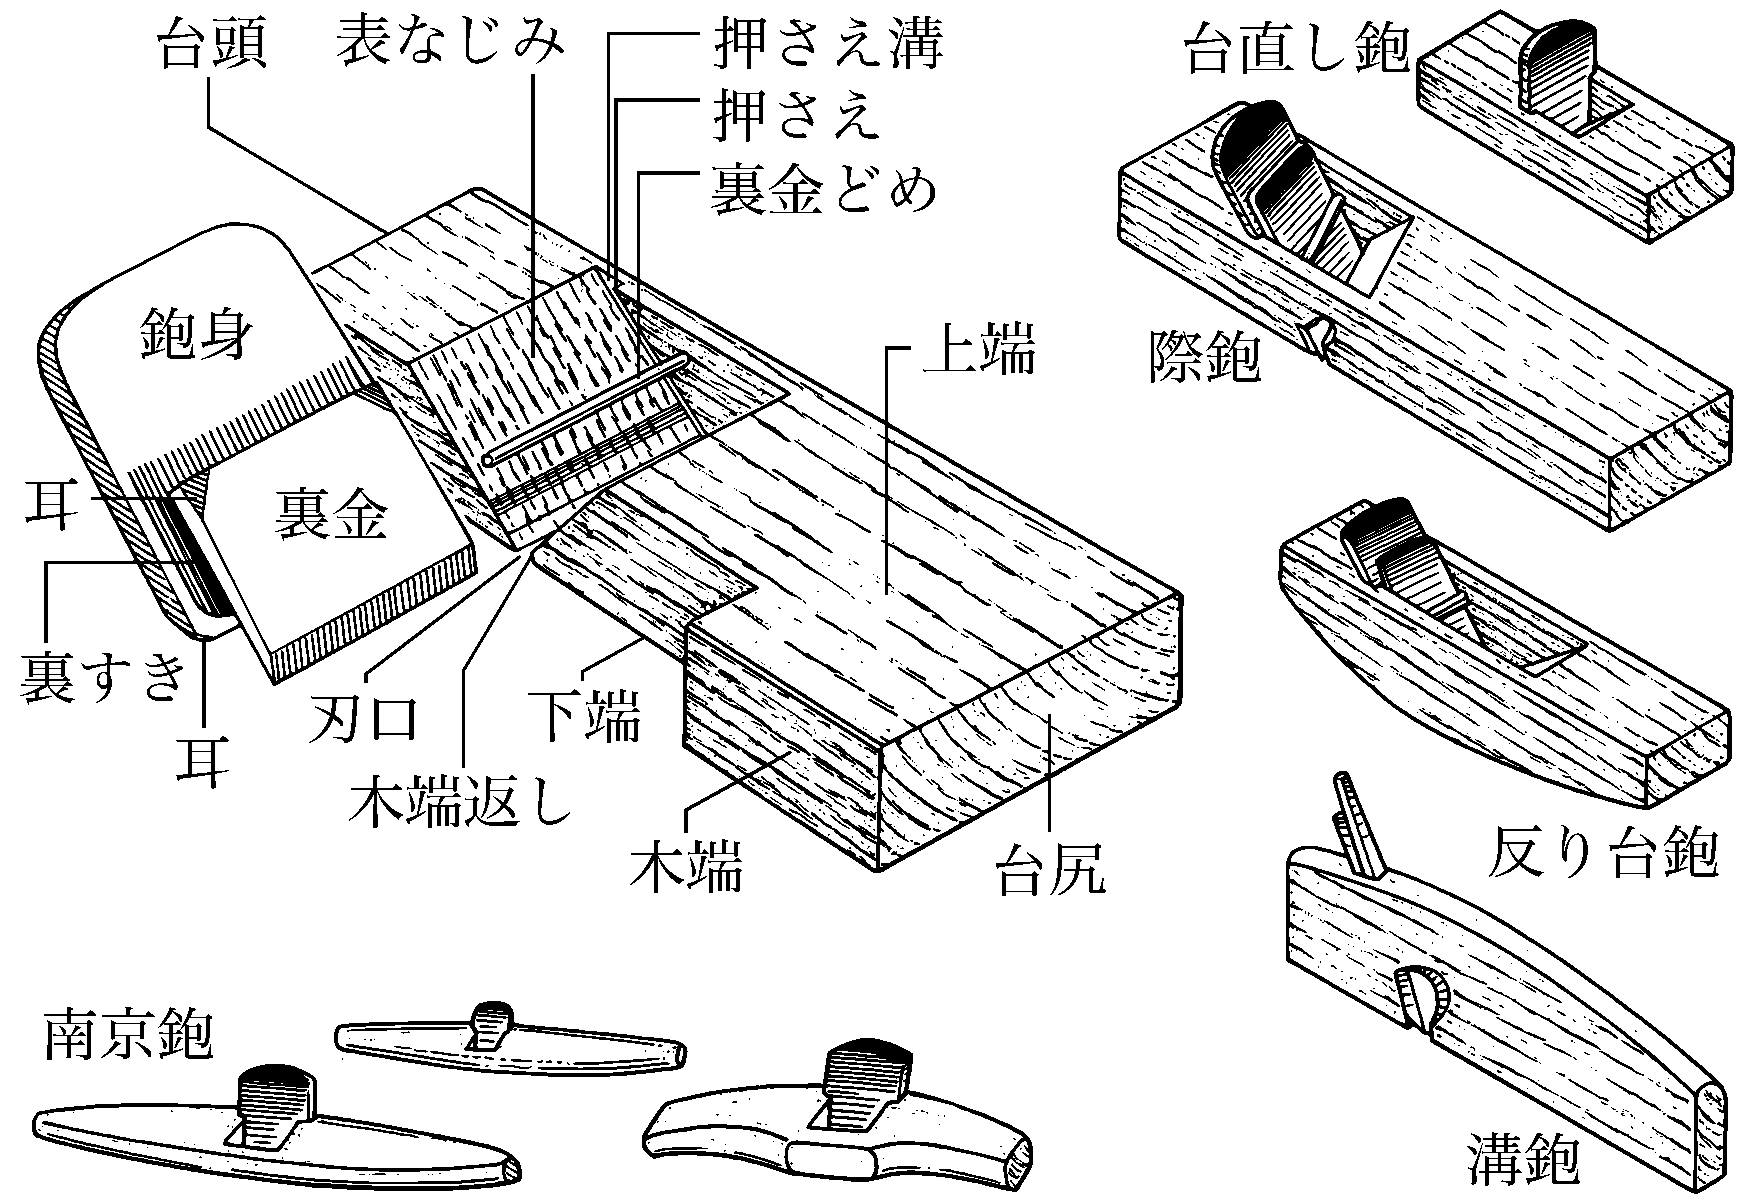 台頭
表なじみ
押さえ溝
押さえ
裏金どめ
鉋身
上端
耳
裏金
裏すき
耳
刃口
下端
木端返し
木端
台尻
台直し鉋
際鉋
反り台鉋
溝鉋
南京鉋